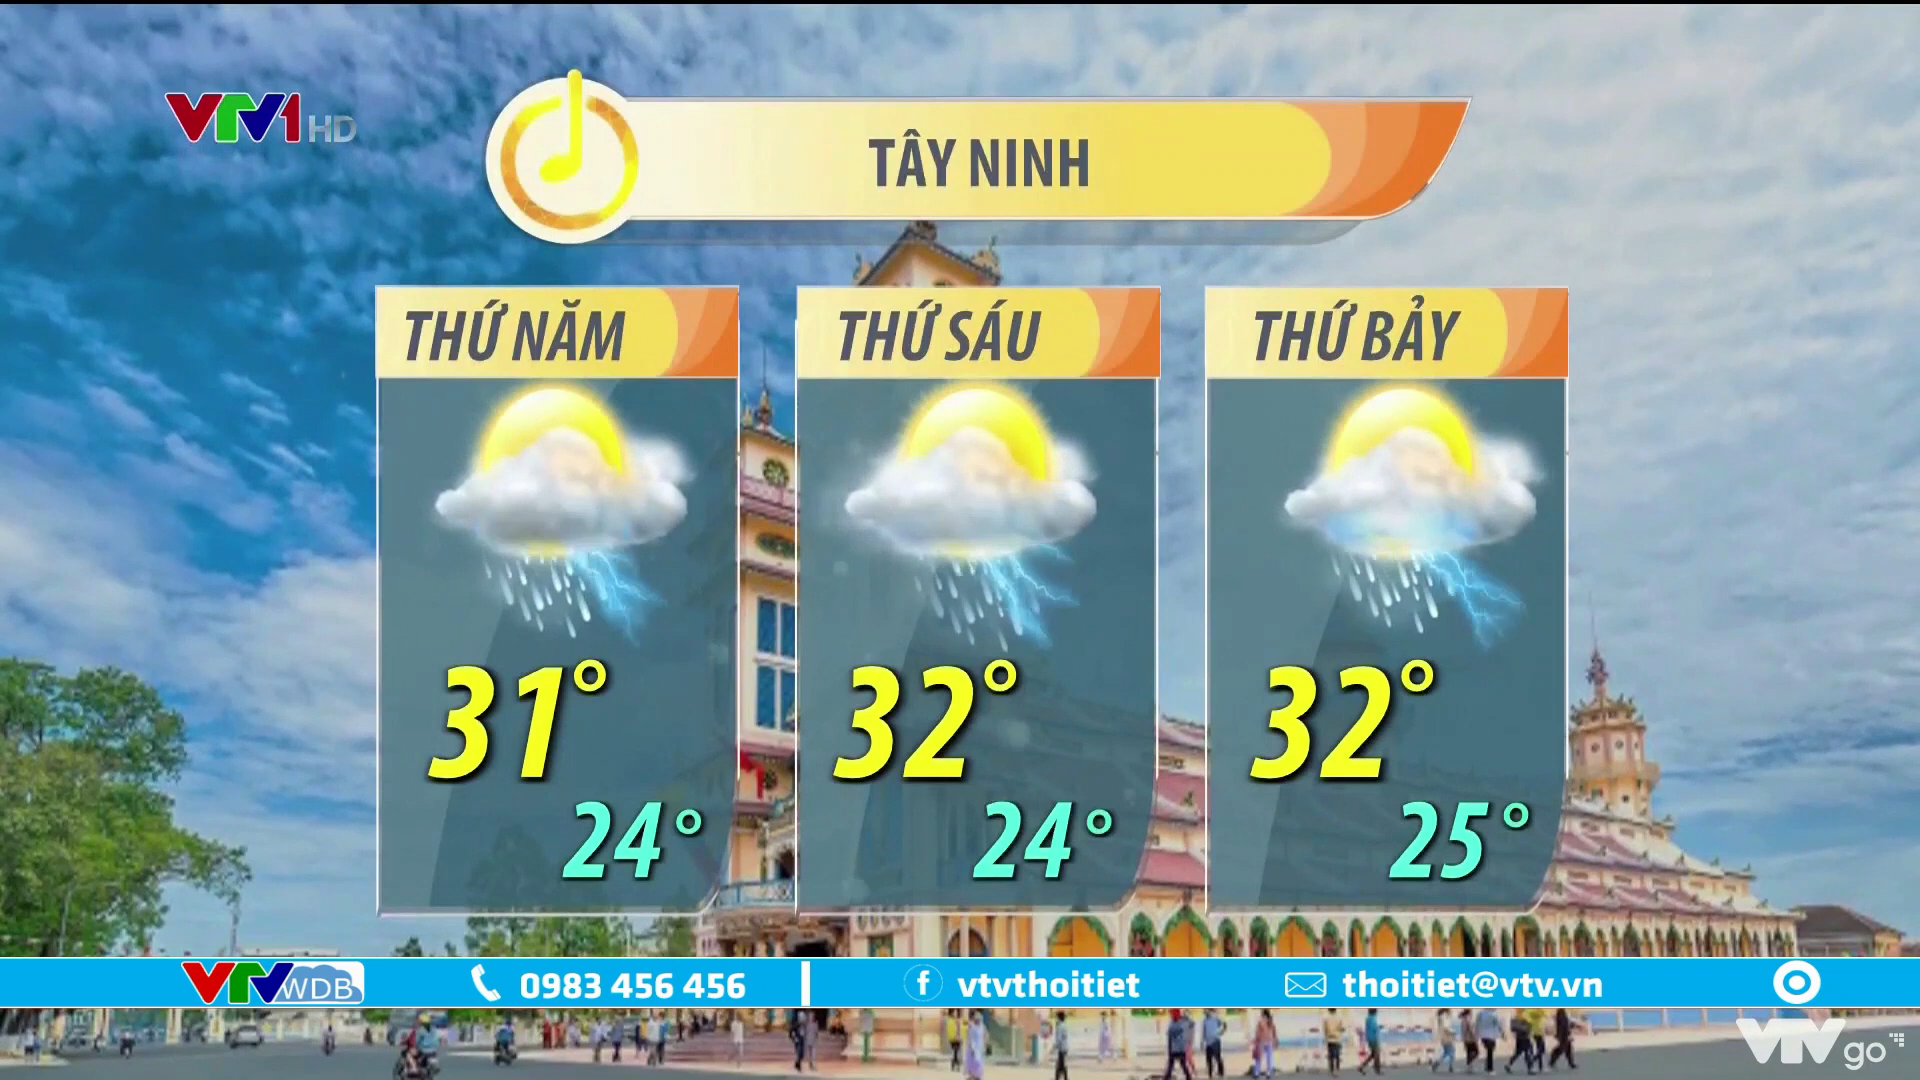 VTV1 HD
TÂY NINH
THỨ NĂM
THỨ SÁU
THỨ BẢY
31°
32°
32°
24°
24°
25°
VTV WDB
0983 456 456
f vtvthoitiet
thoitiet@vtv.vn
VTV go